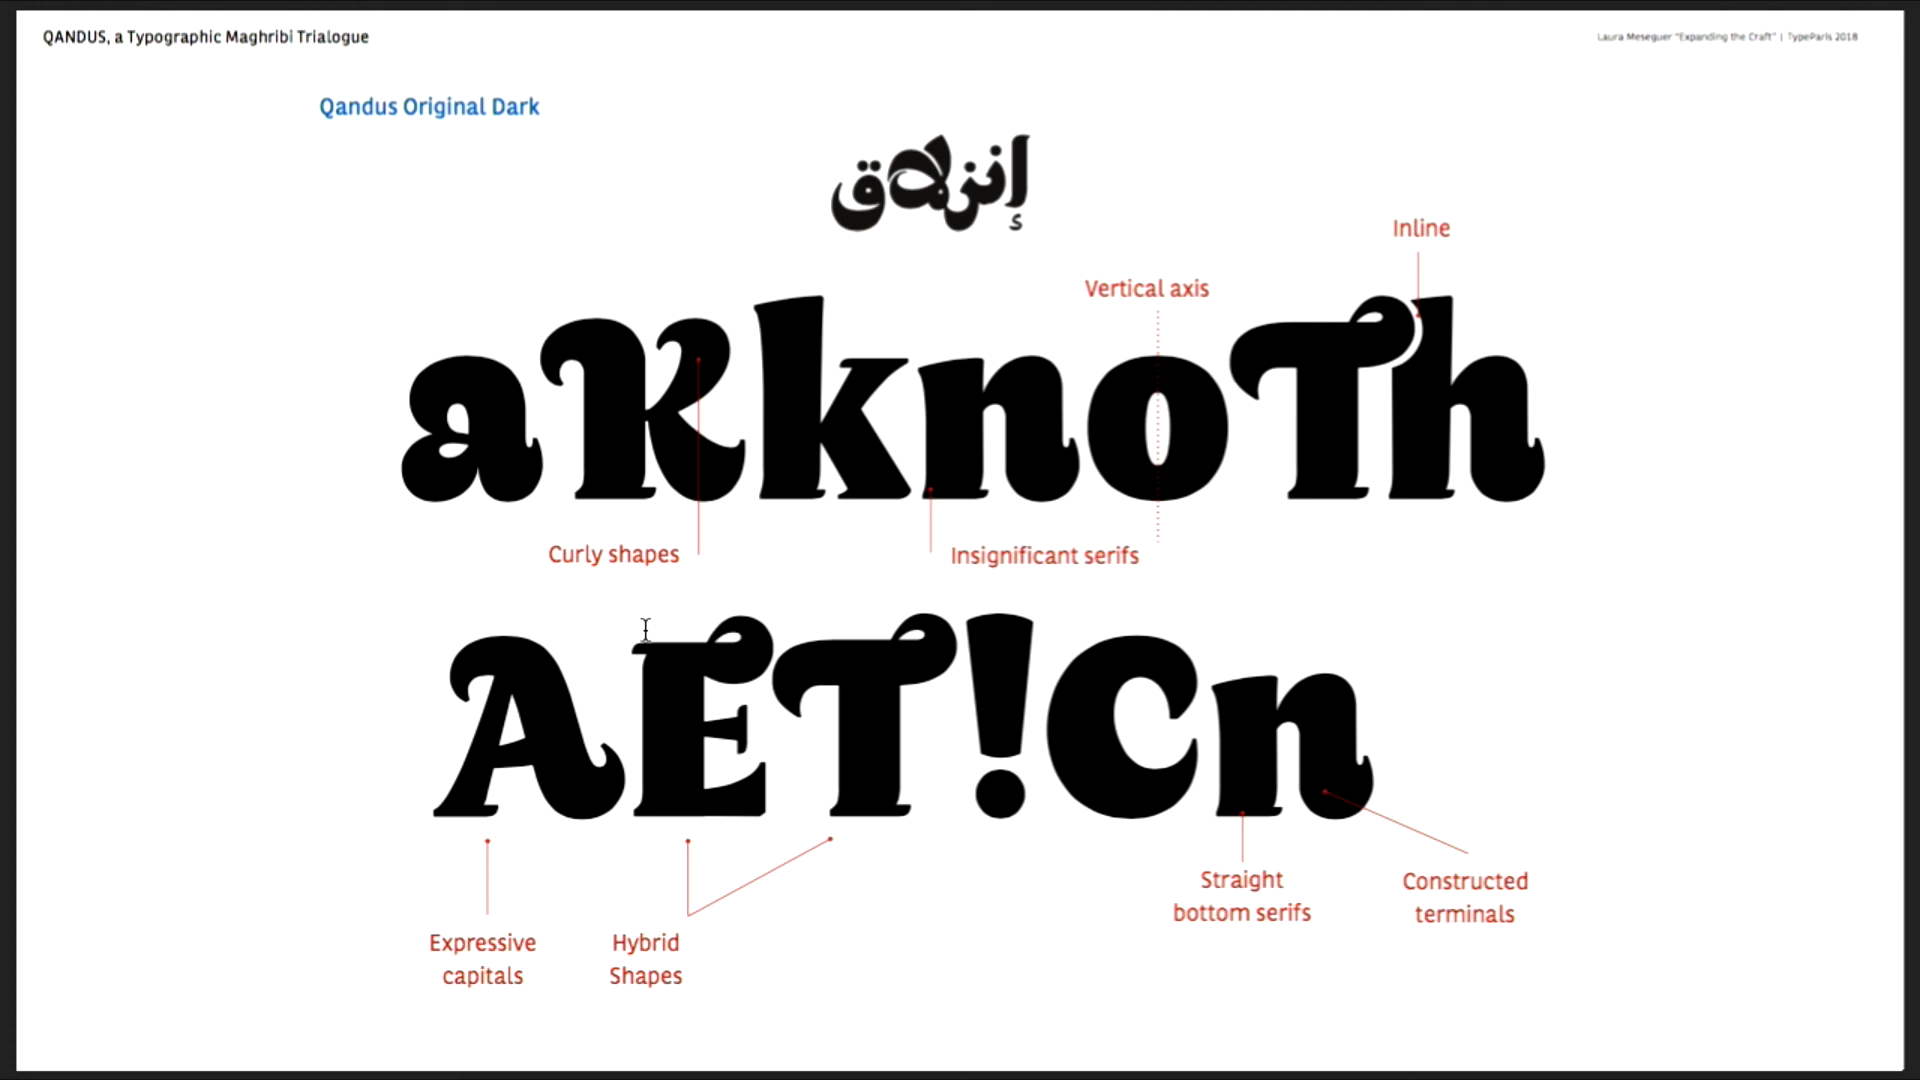 QANDUS, a Typographic Maghribi Trialogue
Laura Meseguer "Expanding the Craft" | TypeParis 2018
Qandus Original Dark
إنزلاق
Inline
Vertical axis
aKknoTh
Curly shapes
Insignificant serifs
AET!Cn
Straight
bottom serifs
Constructed
terminals
Expressive
capitals
Hybrid
Shapes